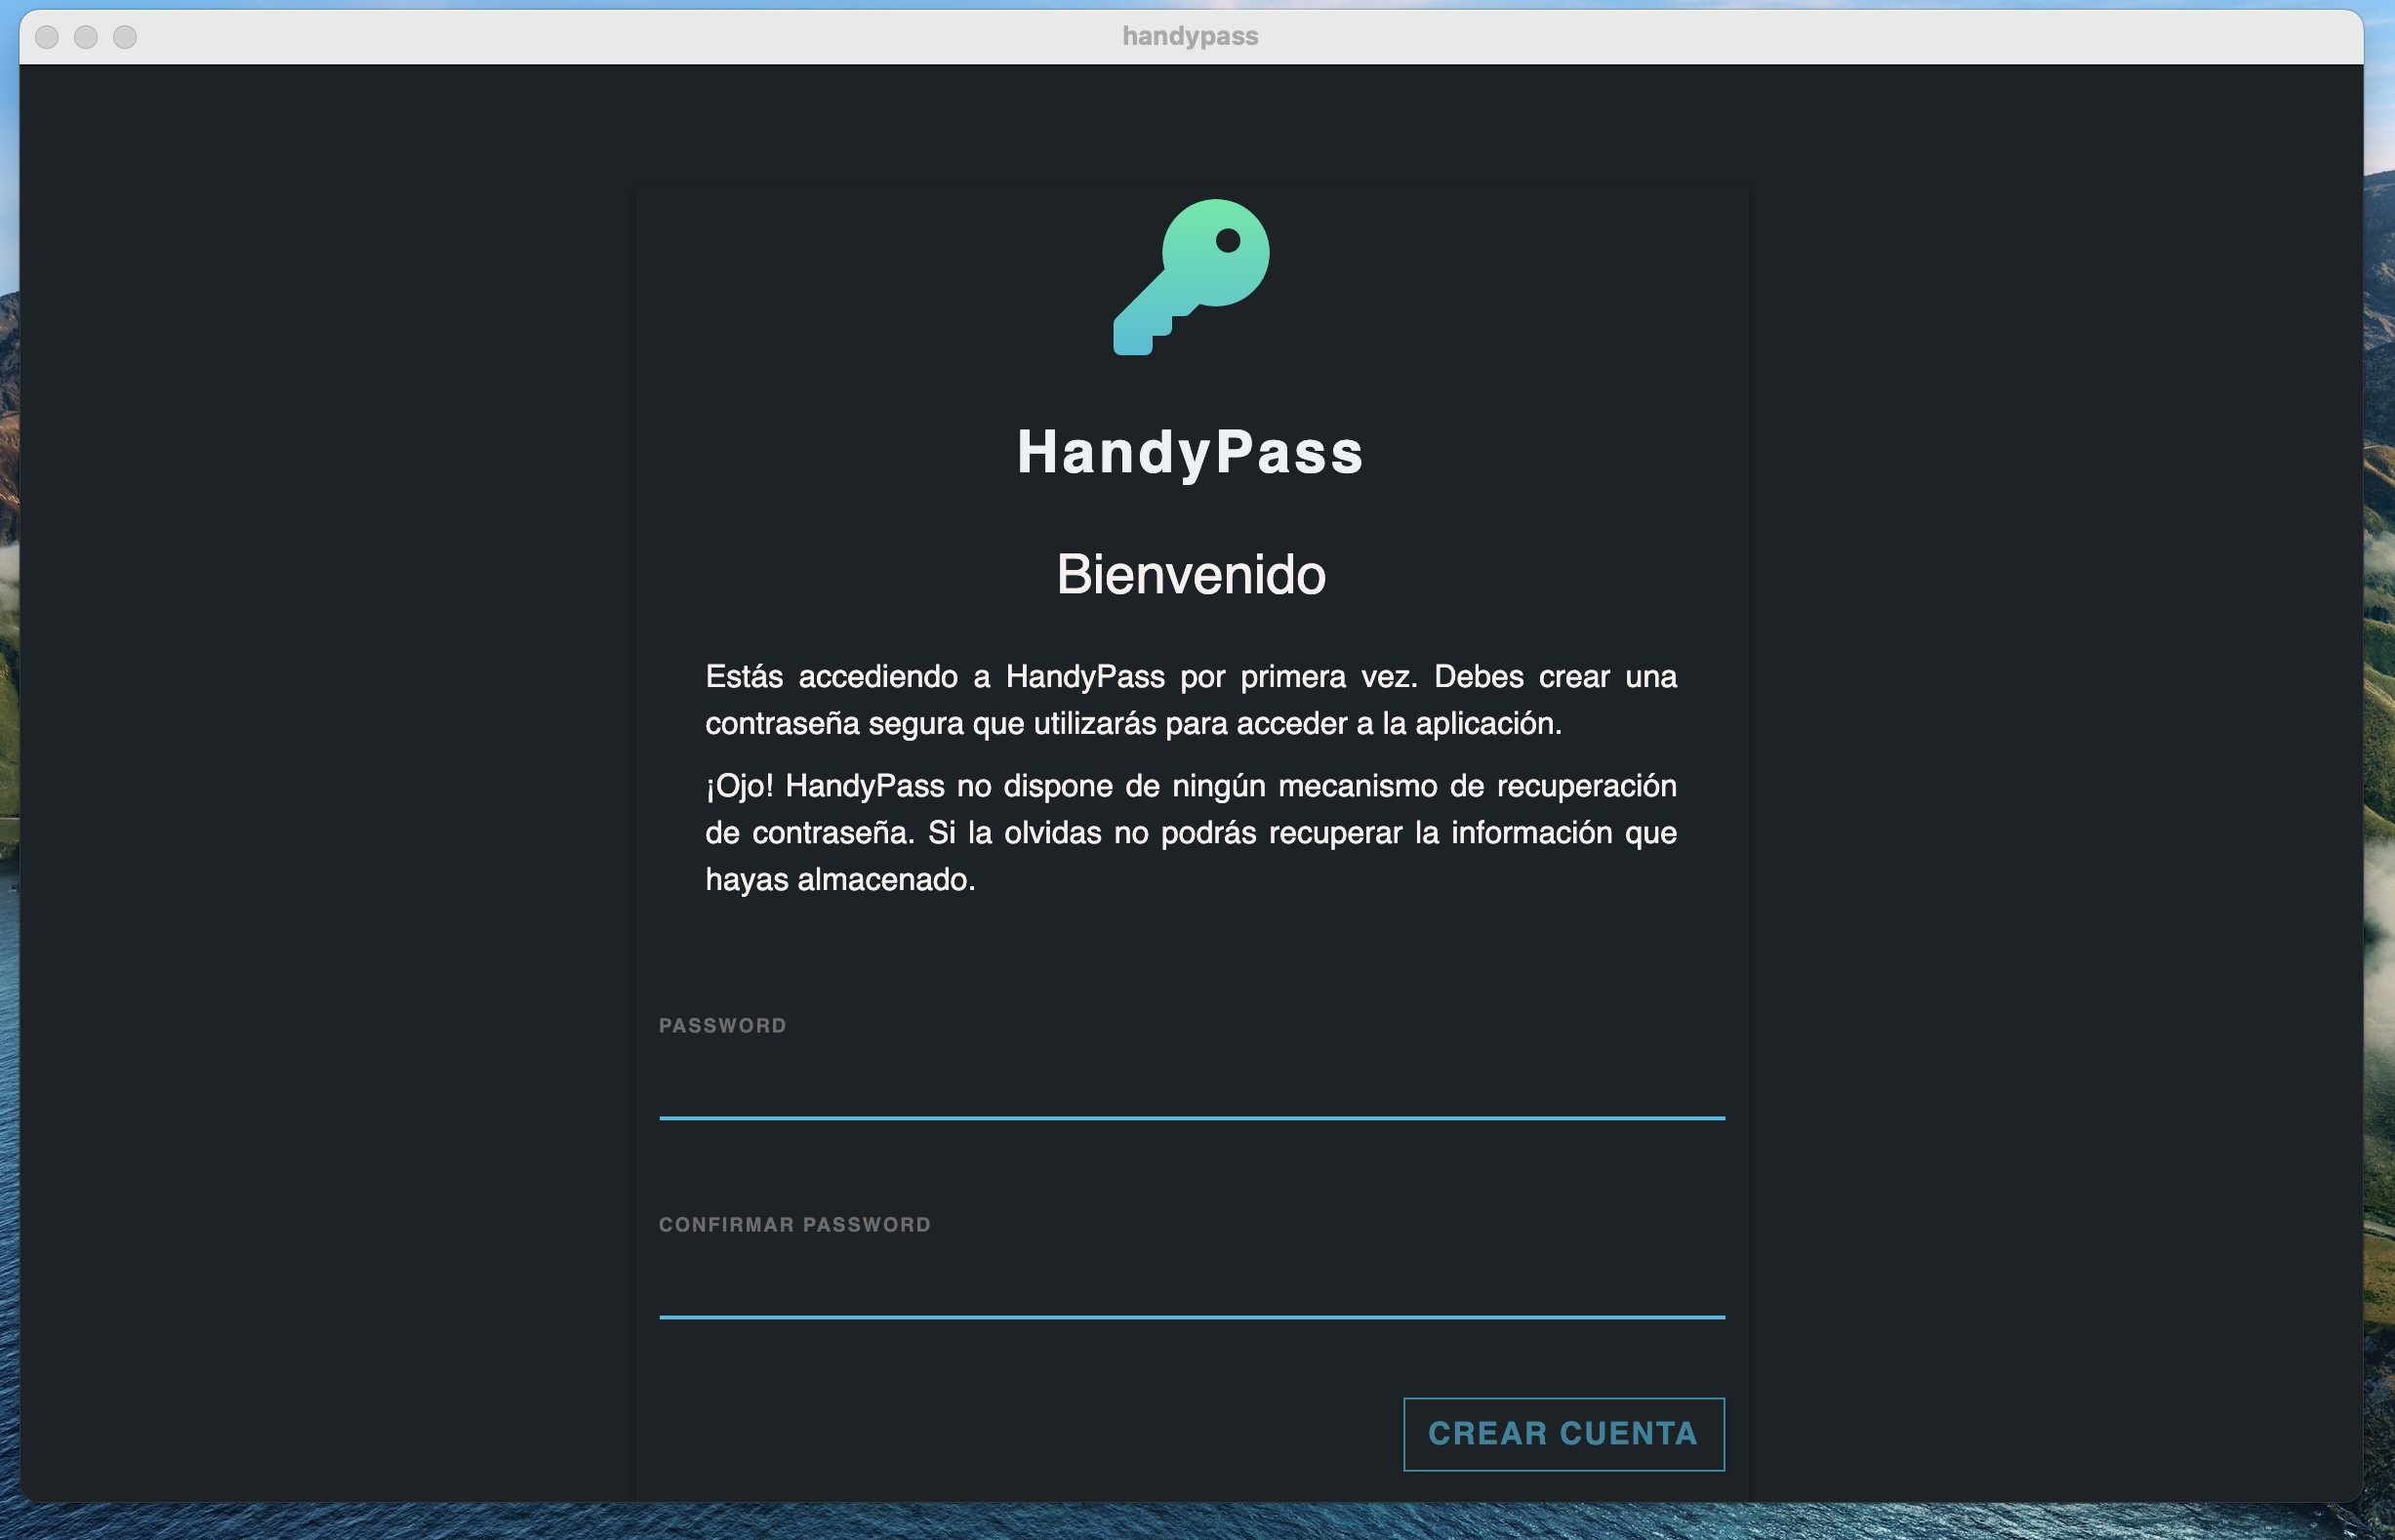 handypass
HandyPass
Bienvenido
Estás accediendo a HandyPass por primera vez. Debes crear una
contraseña segura que utilizarás para acceder a la aplicación.
¡Ojo! HandyPass no dispone de ningún mecanismo de recuperación
de contraseña. Si la olvidas no podrás recuperar la información que
hayas almacenado.
PASSWORD
CONFIRMAR PASSWORD
CREAR CUENTA